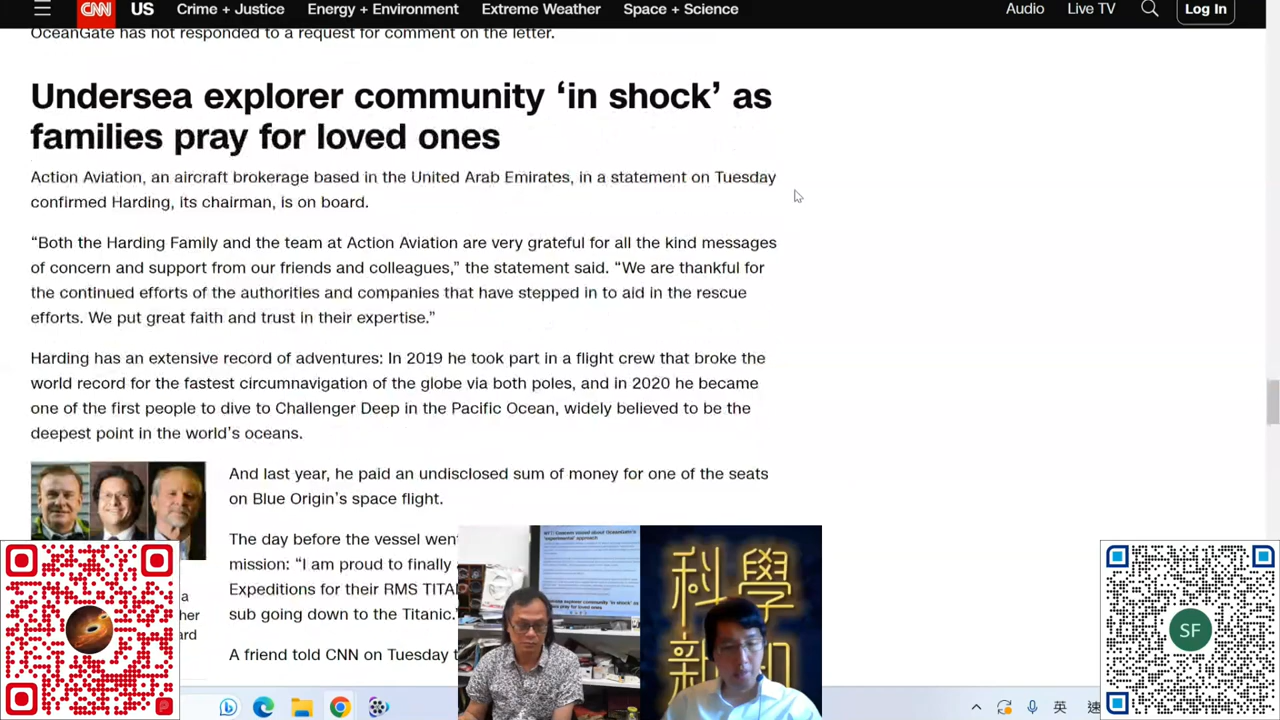 CNN US Crime + Justice Energy + Environment Extreme Weather Space + Science Audio Live TV Log In
OceanGate has not responded to a request for comment on the letter.
Undersea explorer community ‘in shock’ as
families pray for loved ones
Action Aviation, an aircraft brokerage based in the United Arab Emirates, in a statement on Tuesday
confirmed Harding, its chairman, is on board.
“Both the Harding Family and the team at Action Aviation are very grateful for all the kind messages
of concern and support from our friends and colleagues,” the statement said. “We are thankful for
the continued efforts of the authorities and companies that have stepped in to aid in the rescue
efforts. We put great faith and trust in their expertise.”
Harding has an extensive record of adventures: In 2019 he took part in a flight crew that broke the
world record for the fastest circumnavigation of the globe via both poles, and in 2020 he became
one of the first people to dive to Challenger Deep in the Pacific Ocean, widely believed to be the
deepest point in the world’s oceans.
And last year, he paid an undisclosed sum of money for one of the seats
on Blue Origin’s space flight.
The day before the vessel went
mission: “I am proud to finally
Expeditions for their RMS TITA
sub going down to the Titanic.”
A friend told CNN on Tuesday t
a
her
ard
科學
新知
SF
英 速